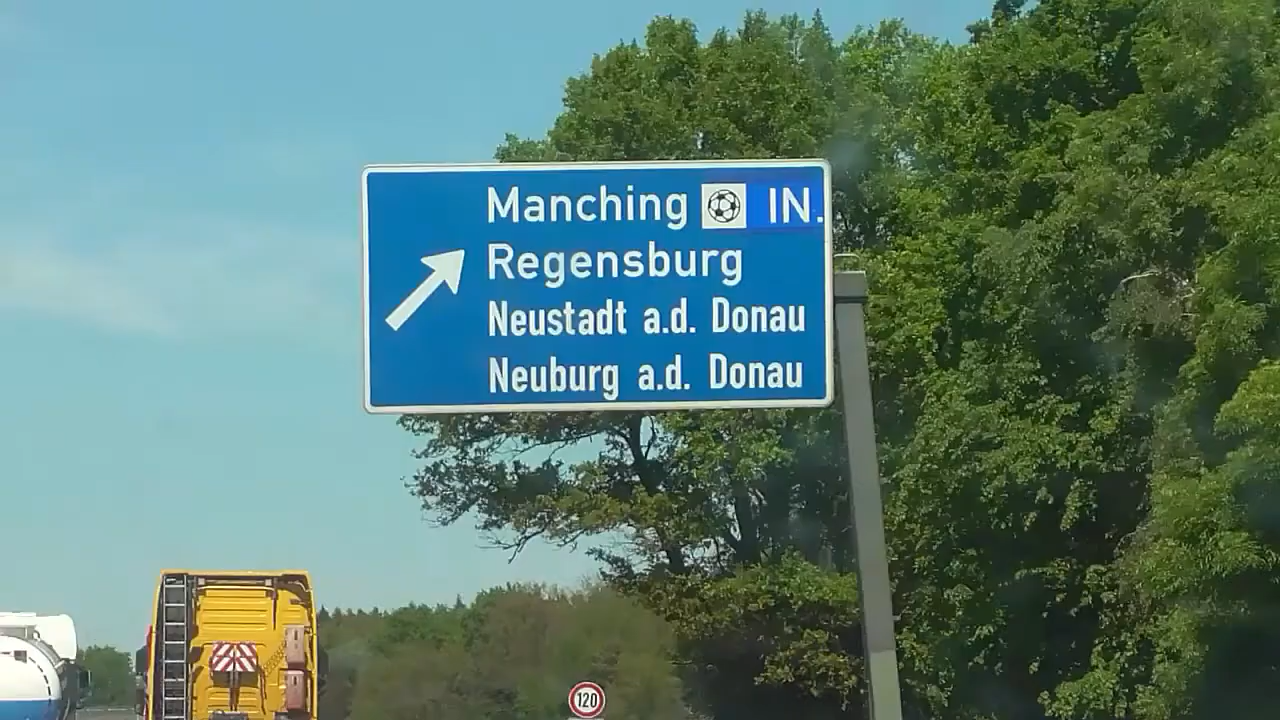 Manching IN.
Regensburg
Neustadt a.d. Donau
Neuburg a.d. Donau
120